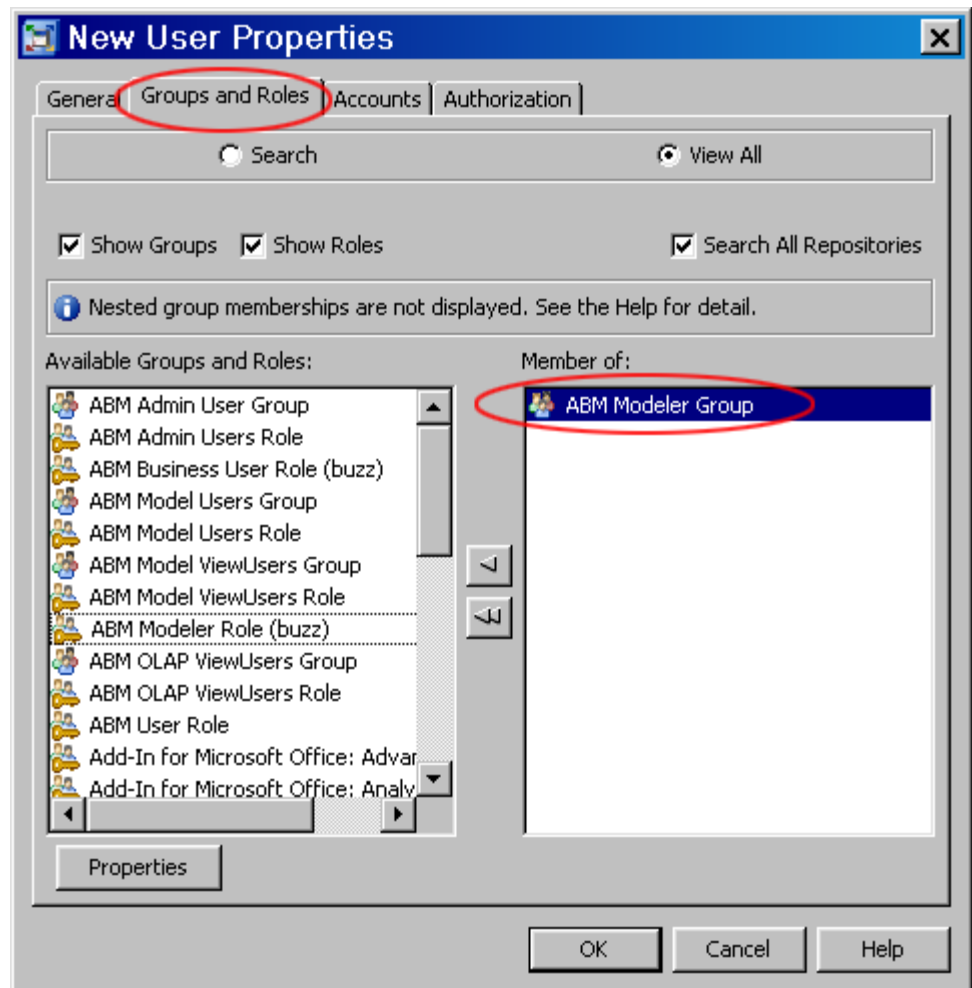 New User Properties
General Groups and Roles Accounts Authorization
Search View All
Show Groups Show Roles Search All Repositories
Nested group memberships are not displayed. See the Help for detail.
Available Groups and Roles: Member of:
ABM Admin User Group ABM Modeler Group
ABM Admin Users Role
ABM Business User Role (buzz)
ABM Model Users Group
ABM Model Users Role
ABM Model ViewUsers Group
ABM Model ViewUsers Role
ABM Modeler Role (buzz)
ABM OLAP ViewUsers Group
ABM OLAP ViewUsers Role
ABM User Role
Add-In for Microsoft Office: Advar
Add-In for Microsoft Office: Analy
Properties
OK Cancel Help